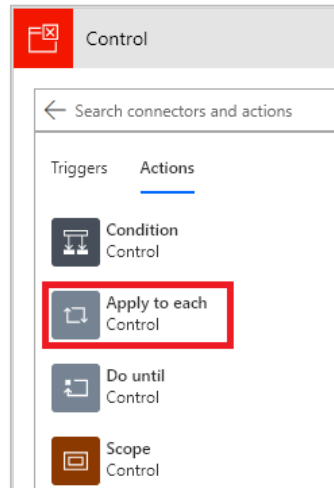 Control
Search connectors and actions
Triggers Actions
Condition
Control
Apply to each
Control
Do until
Control
Scope
Control